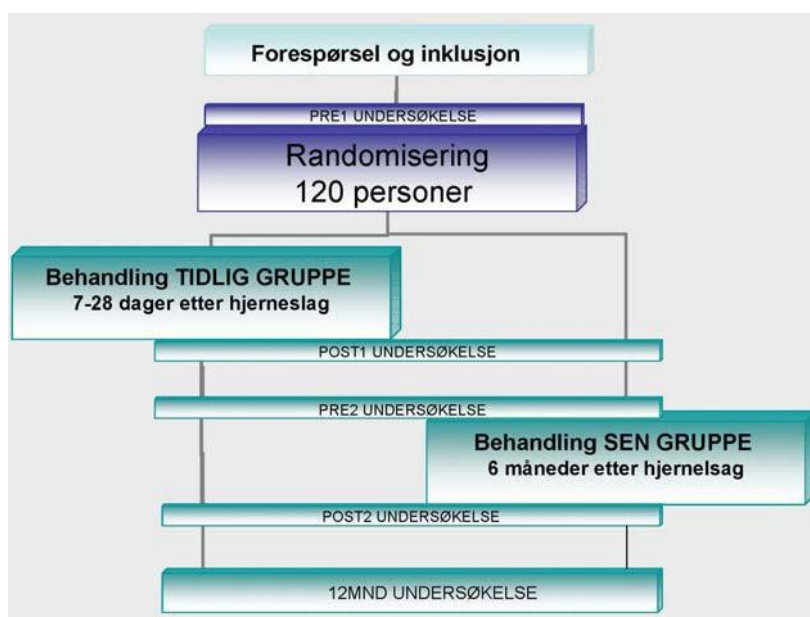 Forespørsel og inklusjon
PRE1 UNDERSØKELSE
Randomisering
120 personer
Behandling TIDLIG GRUPPE
7-28 dager etter hjerneslag
POST1 UNDERSØKELSE
PRE2 UNDERSØKELSE
Behandling SEN GRUPPE
6 måneder etter hjernelsag
POST2 UNDERSØKELSE
12MND UNDERSØKELSE